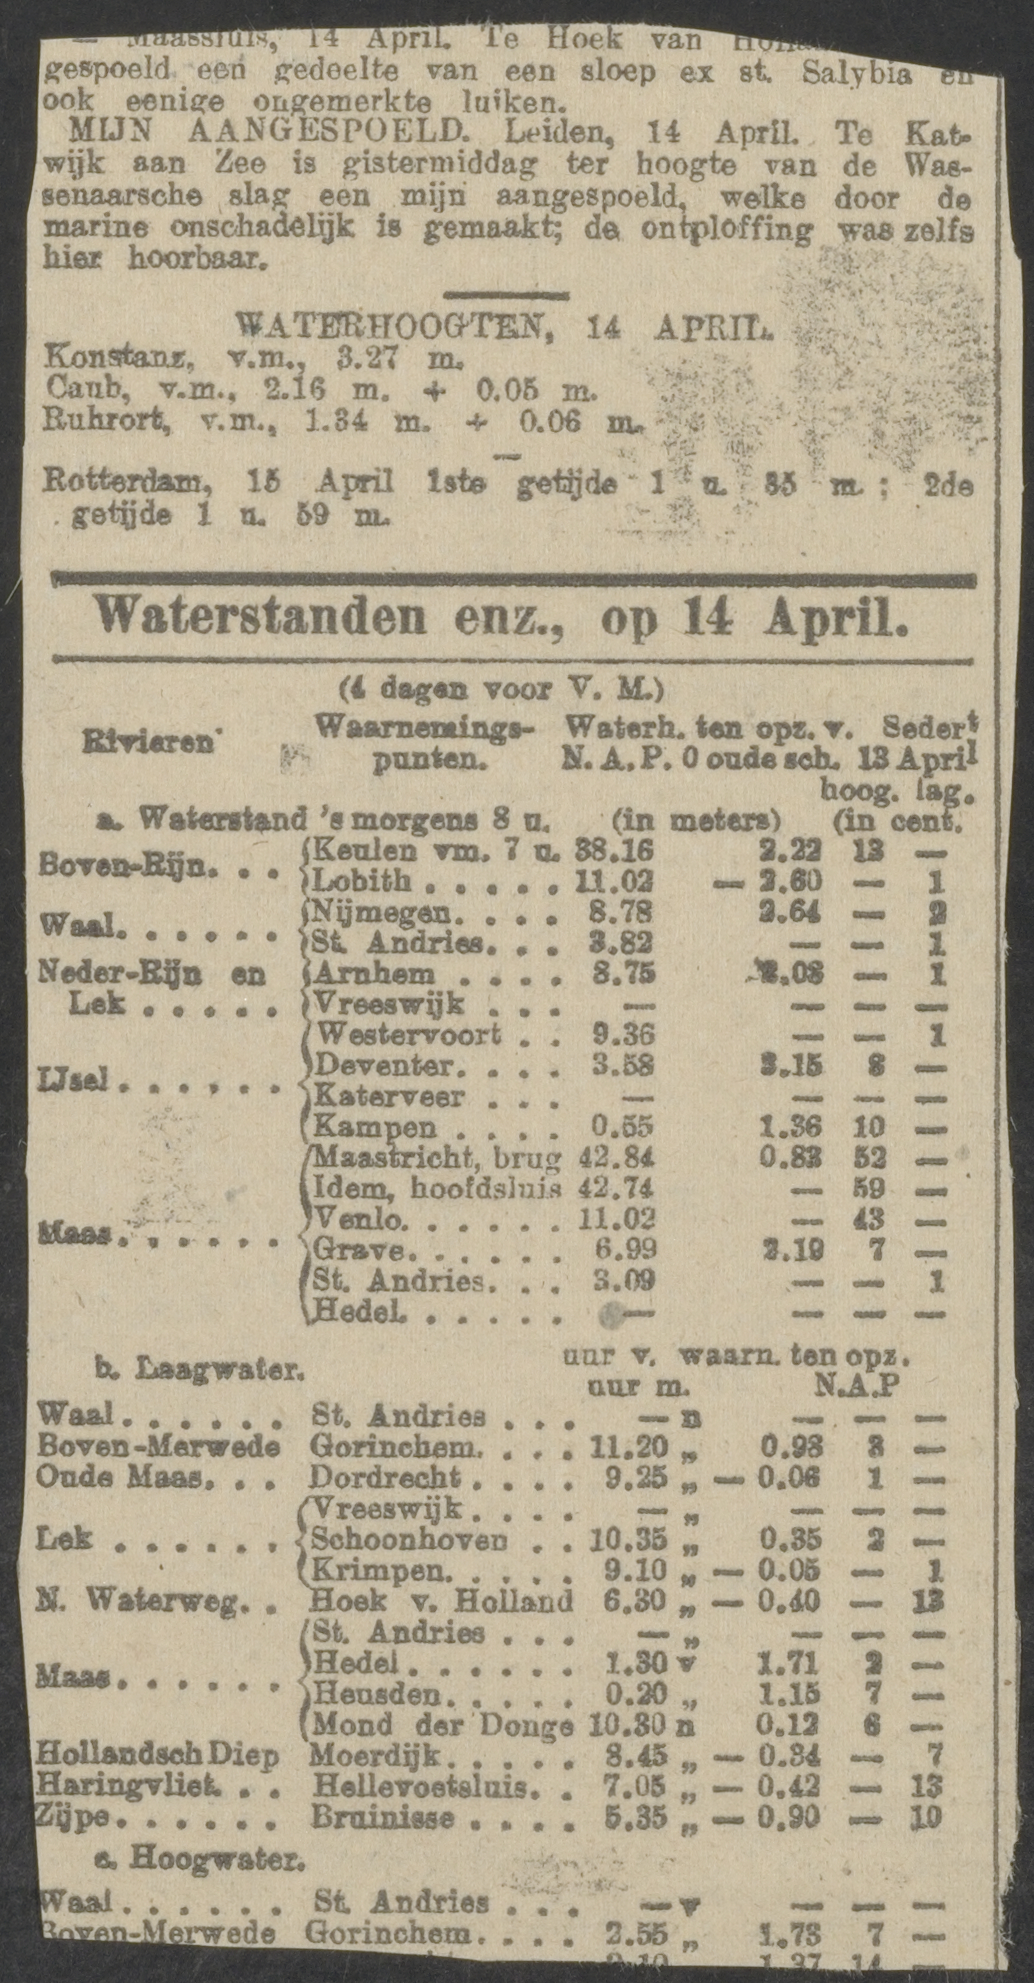 — Maassluis, 14 April. Te Hoek van
gespoeld een gedeelte van een sloep ex st. Salybia en
ook eenige ongemerkte luiken.
MIJN AANGESPOELD. Leiden, 14 April. Te Kat-
wijk aan Zee is gistermiddag ter hoogte van de Was-
senaarsche slag een mijn aangespoeld, welke door de
marine onschadelijk is gemaakt; de ontploffing was zelfs
hier hoorbaar.
WATERHOOGTEN, 14 APRIL.
Konstanz, v.m., 3.27 m.
Caub, v.m., 2.16 m. + 0.05 m.
Ruhrort, v.m., 1.34 m. + 0.06 m.
—
Rotterdam, 15 April 1ste getijde 1 u. 35 m.; 2de
getijde 1 u. 59 m.
Waterstanden enz., op 14 April.
(4 dagen voor V. M.)
Rivieren Waarnemings- Waterh. ten opz. v. Sedert
punten. N.A.P. 0 oude sch. 13 April
hoog. lag.
a. Waterstand 's morgens 8 u. (in meters) (in cent.
Boven-Rijn. . . Keulen vm. 7 u. 38.16 2.22 13 —
Lobith . . . . . 11.02 — 2.60 — 1
Waal. . . . . . Nijmegen. . . . 8.78 2.64 — 2
St. Andries. . . 3.82 — — 1
Neder-Rijn en Arnhem . . . . 8.75 2.08 — 1
Lek . . . . . Vreeswijk . . . — — — —
Westervoort . . 9.36 — — 1
IJsel . . . . . . Deventer. . . . 3.58 3.15 8 —
Katerveer . . . — — — —
Kampen . . . . 0.55 1.36 10 —
Maastricht, brug 42.84 0.83 52 —
Idem, hoofdsluis 42.74 — 59 —
Maas. . . . . . Venlo. . . . . . 11.02 — 43 —
Grave. . . . . . 6.99 2.19 7 —
St. Andries. . . 3.09 — — 1
Hedel. . . . . . — — — —
b. Laagwater. uur v. waarn. ten opz.
uur m. N.A.P
Waal. . . . . . St. Andries . . . — n — — —
Boven-Merwede Gorinchem. . . . 11.20 „ 0.98 3 —
Oude Maas. . . Dordrecht . . . . 9.25 „ — 0.06 1 —
Vreeswijk. . . . — „ — — —
Lek . . . . . . Schoonhoven . . 10.35 „ 0.35 2 —
Krimpen. . . . . 9.10 „ — 0.05 — 1
N. Waterweg. . Hoek v. Holland 6.30 „ — 0.40 — 13
St. Andries . . . — „ — — —
Maas. . . . . . Hedel. . . . . . 1.30 v 1.71 2 —
Heusden. . . . . 0.20 „ 1.15 7 —
Mond der Donge 10.30 n 0.12 6 —
Hollandsch Diep Moerdijk. . . . . 8.45 „ — 0.34 — 7
Haringvliet. . . Hellevoetsluis. . 7.05 „ — 0.42 — 13
Zijpe. . . . . . Bruinisse . . . . 5.35 „ — 0.90 — 10
c. Hoogwater.
Waal. . . . . . St. Andries . . . — v — — —
Boven-Merwede Gorinchem. . . . 2.55 „ 1.73 7 —